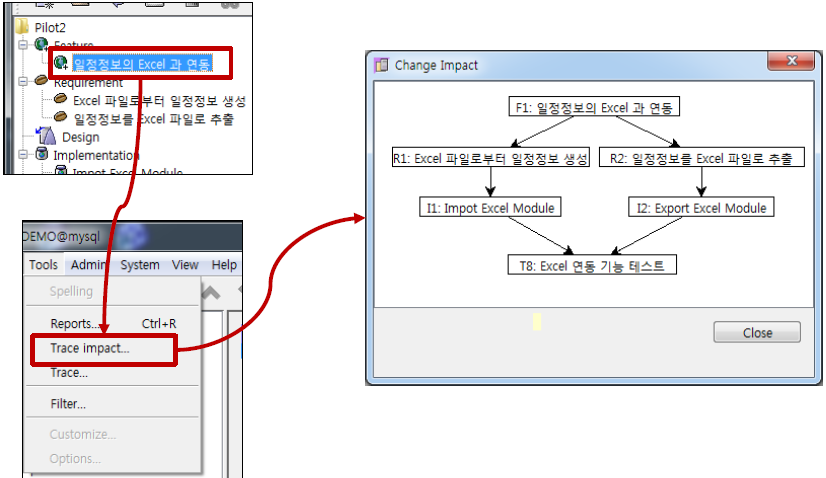 Pilot2
Feature
일정정보의 Excel 과 연동
Requirement
Excel 파일로부터 일정정보 생성
일정정보를 Excel 파일로 추출
Design
Implementation
Impot Excel Module
DEMO@mysql
Tools Admin System View Help
Spelling
Reports... Ctrl+R
Trace impact...
Trace...
Filter...
Customize...
Options...
Change Impact
F1: 일정정보의 Excel 과 연동
R1: Excel 파일로부터 일정정보 생성
R2: 일정정보를 Excel 파일로 추출
I1: Impot Excel Module
I2: Export Excel Module
T8: Excel 연동 기능 테스트
Close